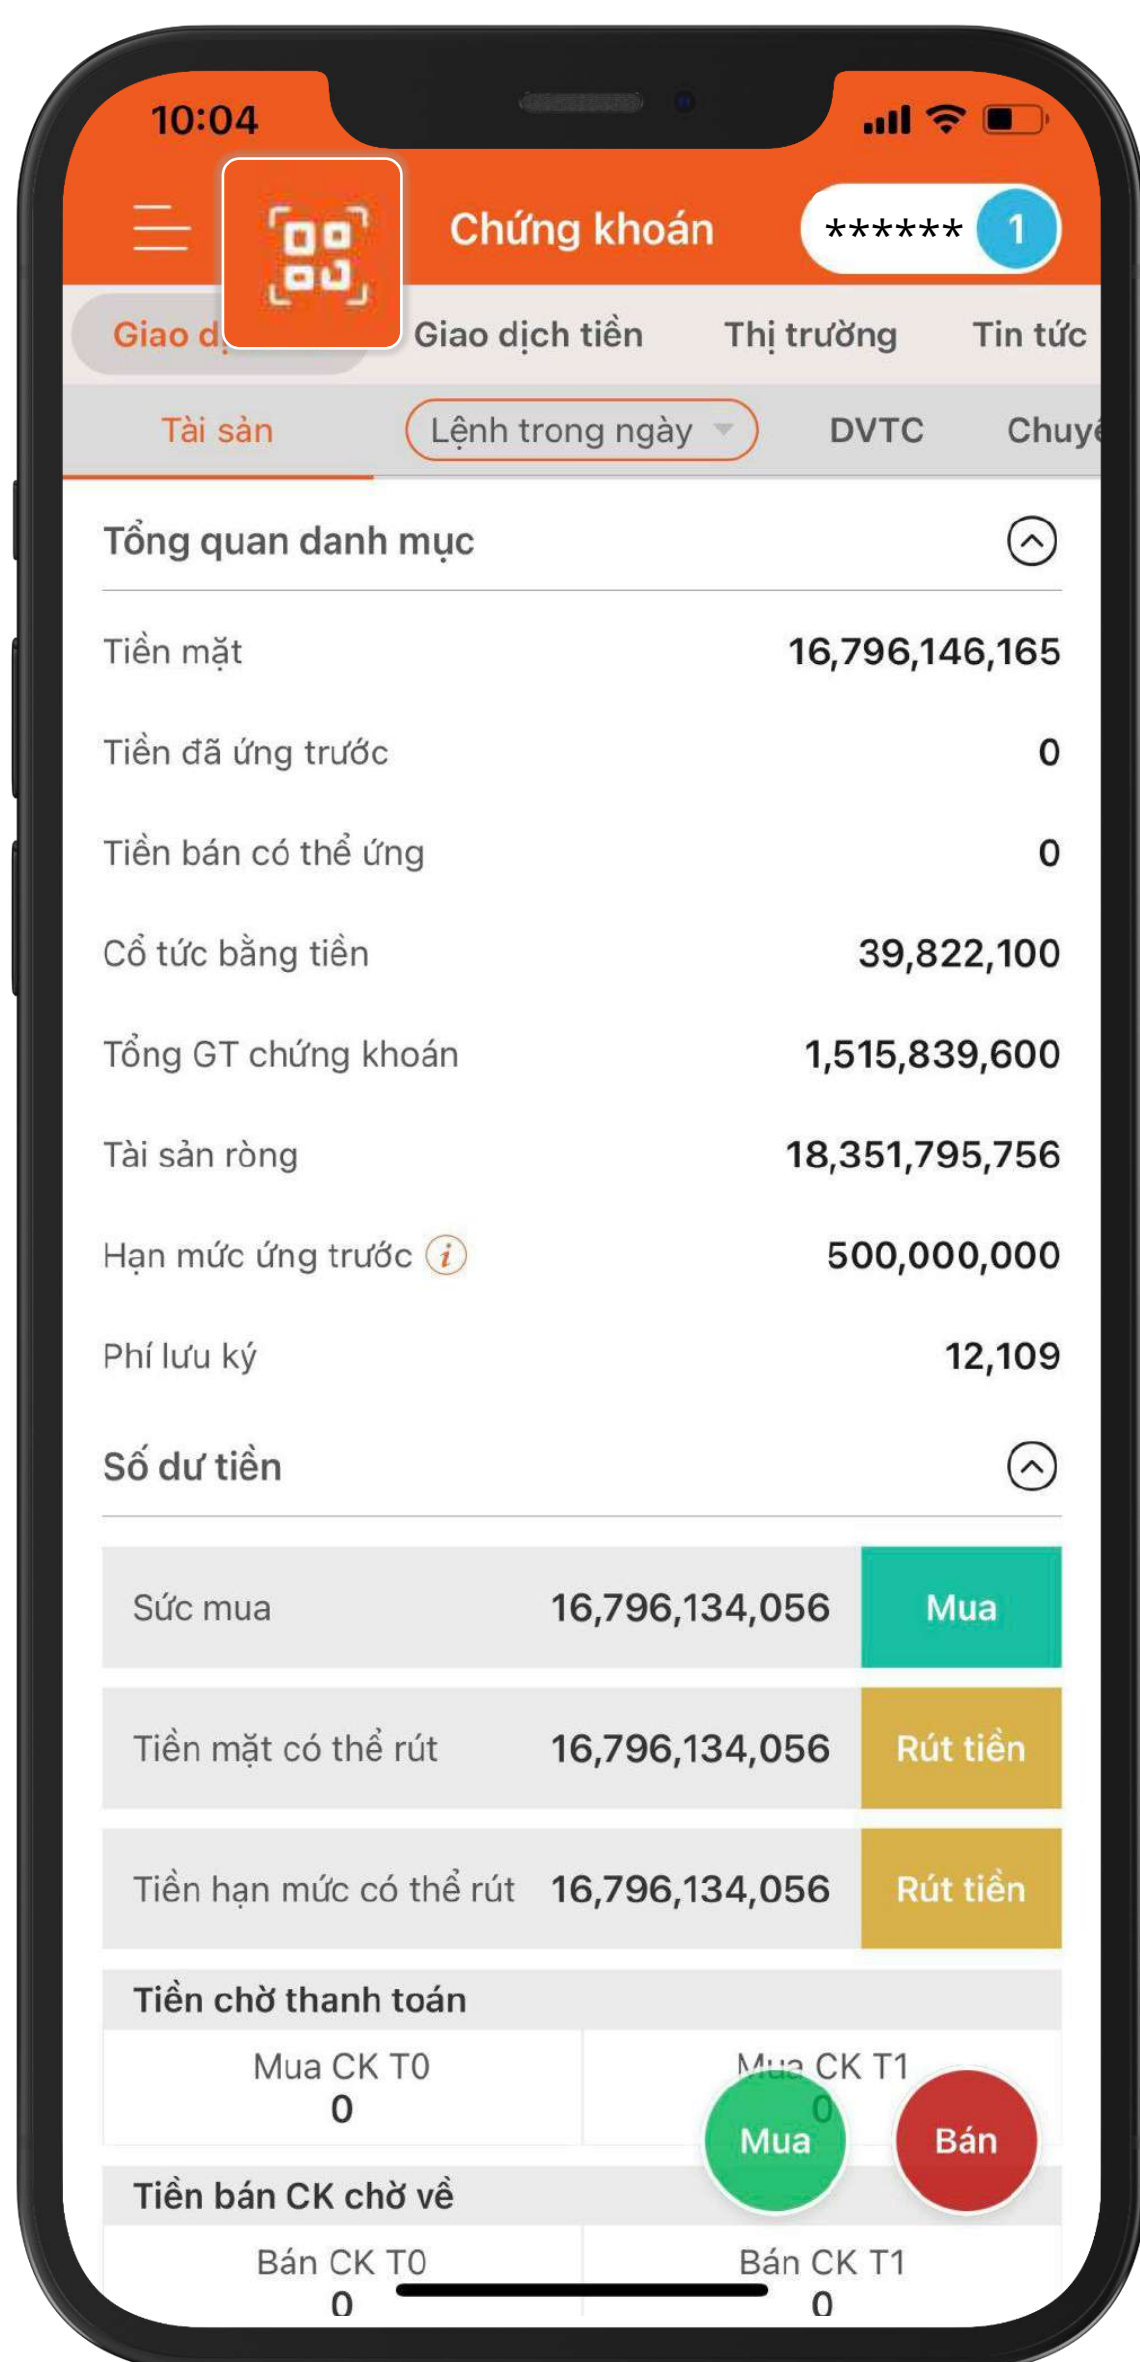 10:04
Chứng khoán
****** 1
Giao d
Giao dịch tiền
Thị trường
Tin tức
Tài sản
Lệnh trong ngày
DVTC
Tổng quan danh mục
Tiền mặt 16,796,146,165
Tiền đã ứng trước 0
Tiền bán có thể ứng 0
Cổ tức bằng tiền 39,822,100
Tổng GT chứng khoán 1,515,839,600
Tài sản ròng 18,351,795,756
Hạn mức ứng trước i 500,000,000
Phí lưu ký 12,109
Số dư tiền
Sức mua 16,796,134,056 Mua
Tiền mặt có thể rút 16,796,134,056 Rút tiền
Tiền hạn mức có thể rút 16,796,134,056 Rút tiền
Tiền chờ thanh toán
Mua CK T0
Mua CK T1
0
0
Mua
Bán
Tiền bán CK chờ về
Bán CK T0
Bán CK T1
0
0